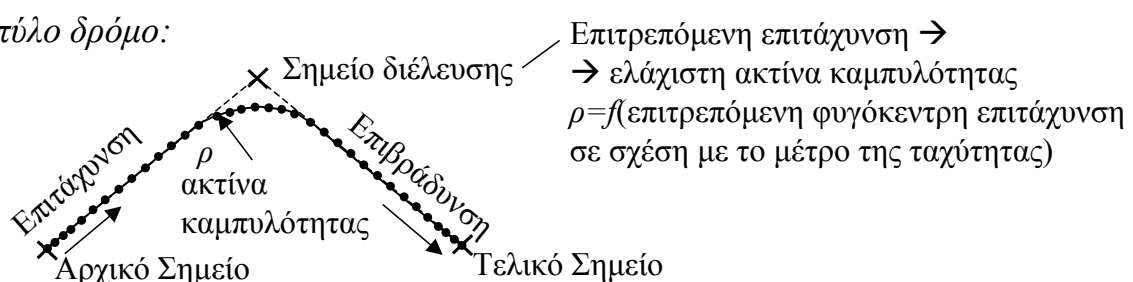 τύλο δρόμο:
Σημείο διέλευσης
Επιτρεπόμενη επιτάχυνση →
→ ελάχιστη ακτίνα καμπυλότητας
ρ=f(επιτρεπόμενη φυγόκεντρη επιτάχυνση
σε σχέση με το μέτρο της ταχύτητας)
Επιτάχυνση
ρ
ακτίνα
καμπυλότητας
Επιβράδυνση
Αρχικό Σημείο
Τελικό Σημείο